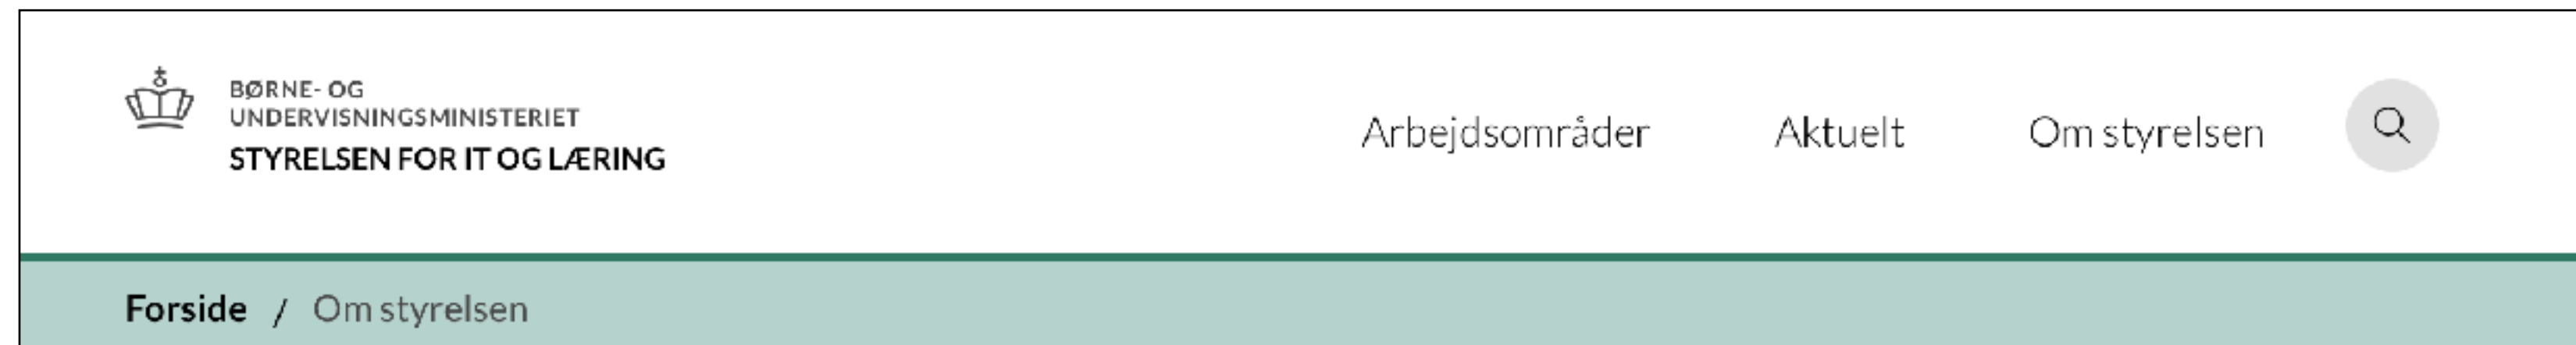 BØRNE- OG
UNDERVISNINGSMINISTERIET
STYRELSEN FOR IT OG LÆRING
Arbejdsområder Aktuelt Om styrelsen
Forside / Om styrelsen